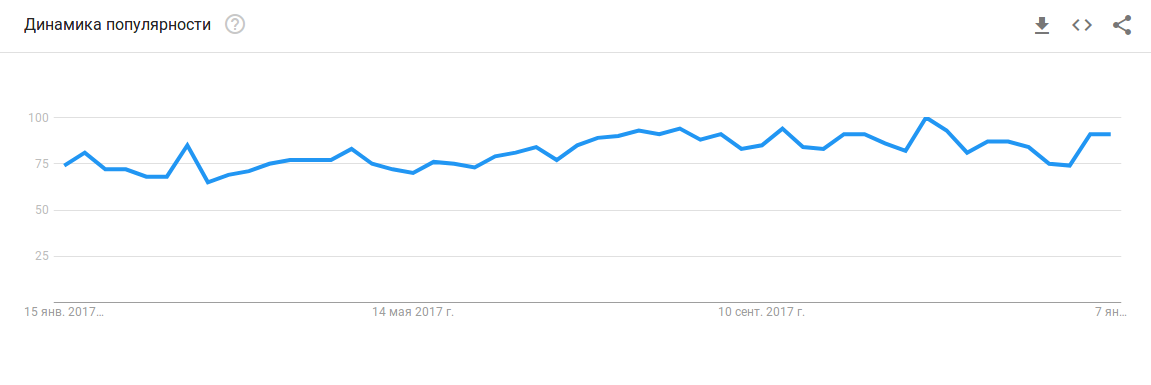 Динамика популярности
100
75
50
25
15 янв. 2017…
14 мая 2017 г.
10 сент. 2017 г.
7 ян…